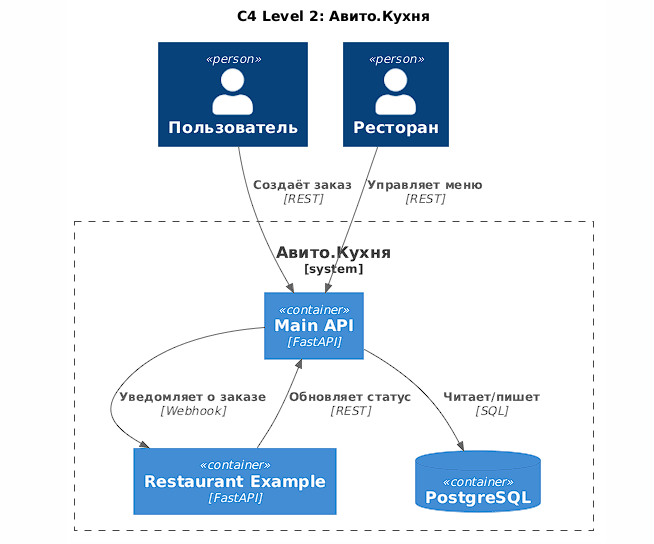 C4 Level 2: Авито.Кухня
«person»
Пользователь
«person»
Ресторан
Создаёт заказ
[REST]
Управляет меню
[REST]
Авито.Кухня
[system]
«container»
Main API
[FastAPI]
Уведомляет о заказе
[Webhook]
Обновляет статус
[REST]
Читает/пишет
[SQL]
«container»
Restaurant Example
[FastAPI]
«container»
PostgreSQL